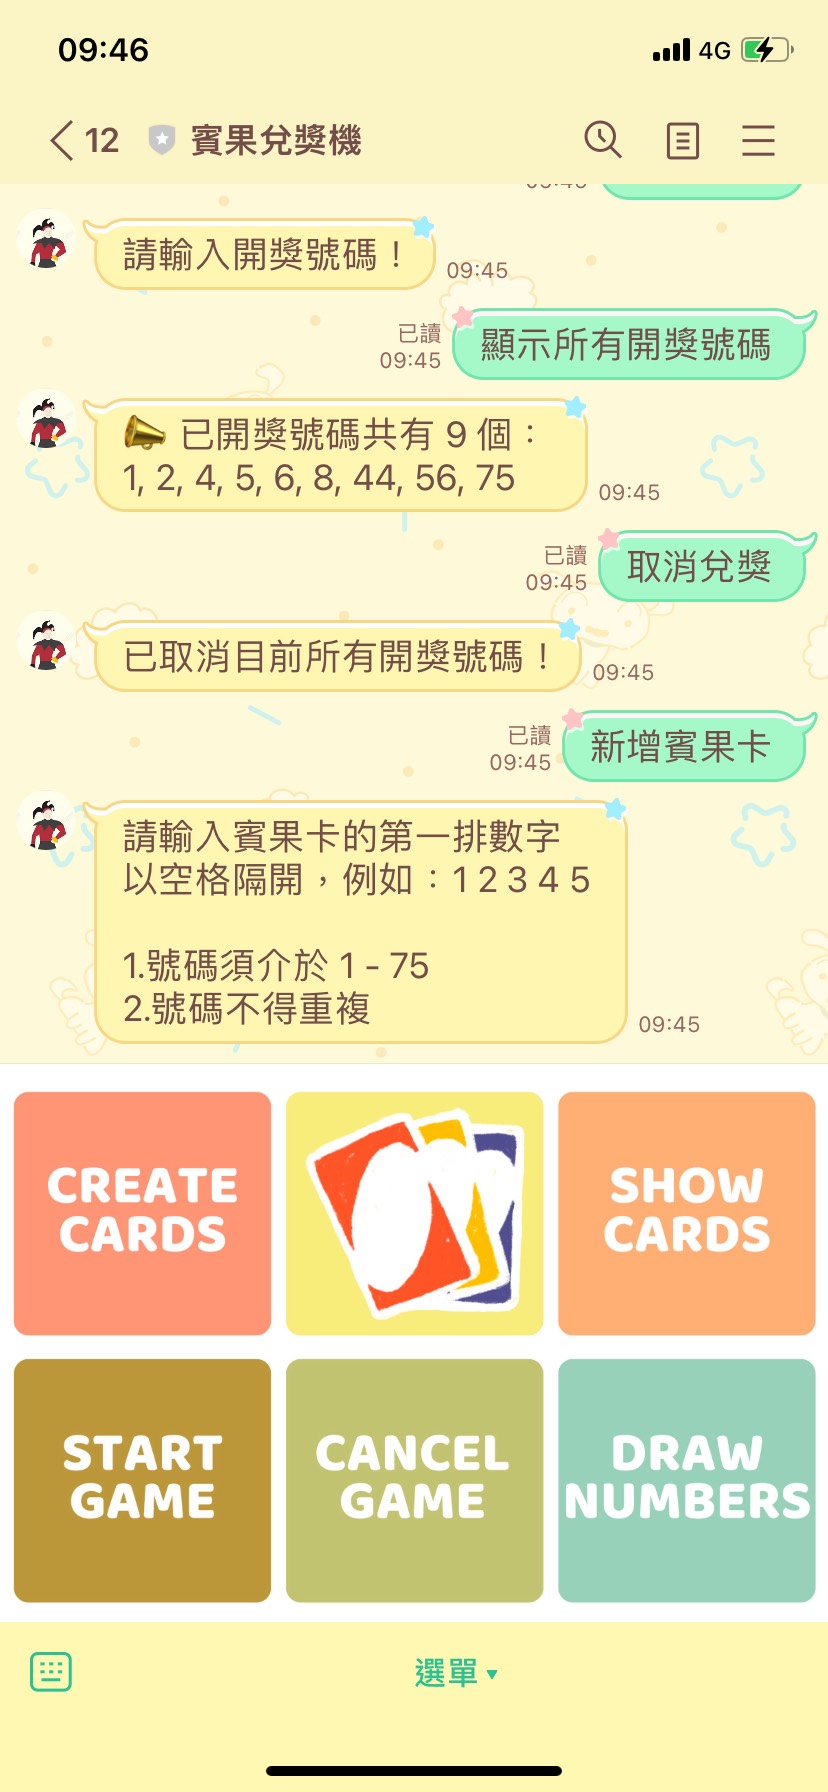 09:46
4G
12
賓果兌獎機
請輸入開獎號碼！
09:45
已讀
09:45
顯示所有開獎號碼
已開獎號碼共有 9 個：
1, 2, 4, 5, 6, 8, 44, 56, 75
09:45
已讀
09:45
取消兌獎
已取消目前所有開獎號碼！
09:45
已讀
09:45
新增賓果卡
請輸入賓果卡的第一排數字
以空格隔開，例如：1 2 3 4 5
1.號碼須介於 1 - 75
2.號碼不得重複
09:45
CREATE
CARDS
SHOW
CARDS
START
GAME
CANCEL
GAME
DRAW
NUMBERS
選單